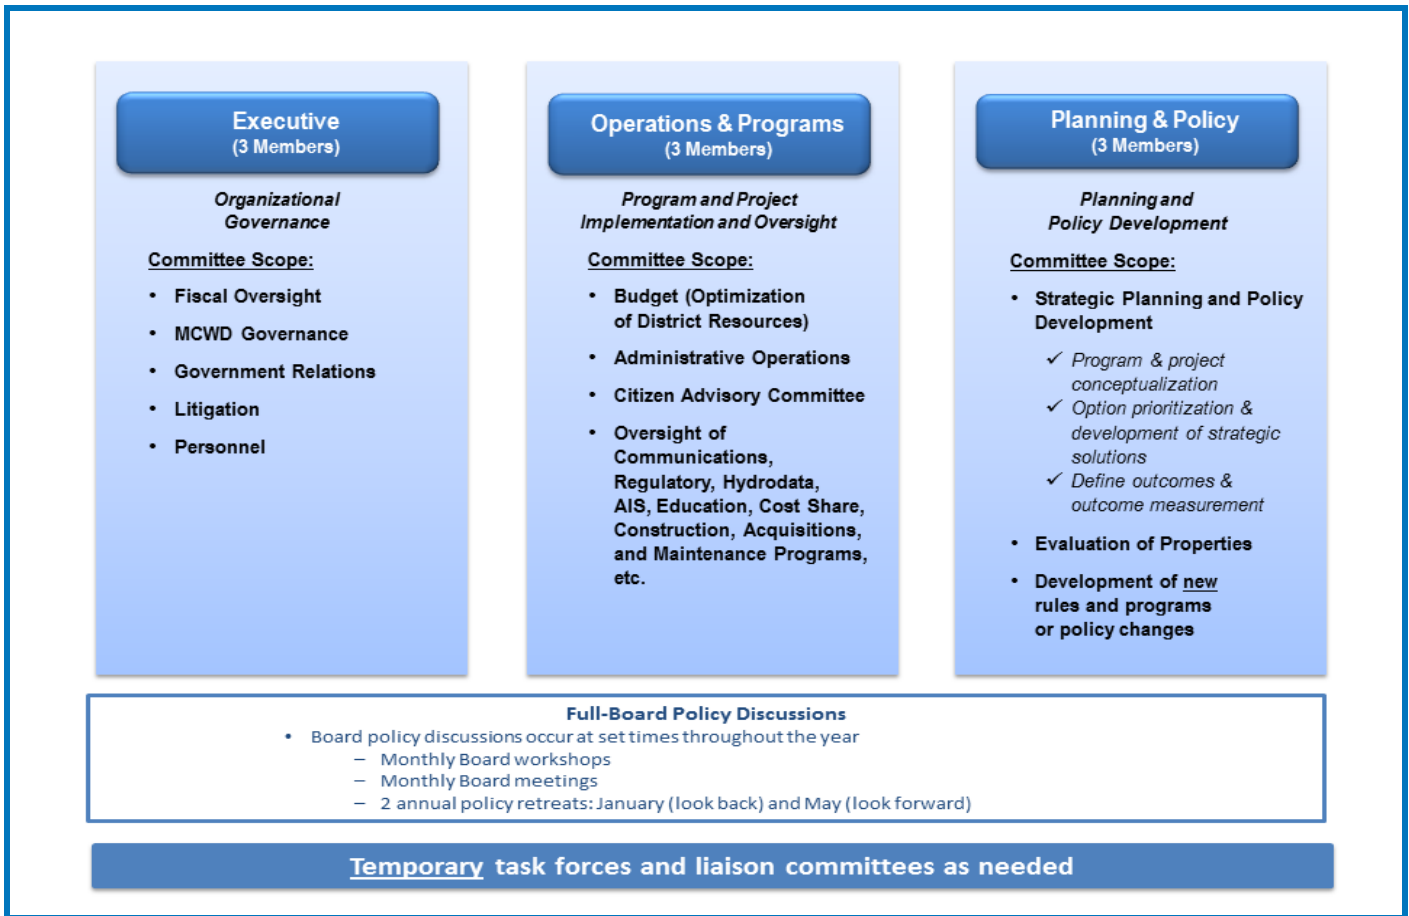 Executive
(3 Members)
Organizational
Governance
Committee Scope:
• Fiscal Oversight
• MCWD Governance
• Government Relations
• Litigation
• Personnel
Operations & Programs
(3 Members)
Program and Project
Implementation and Oversight
Committee Scope:
• Budget (Optimization
of District Resources)
• Administrative Operations
• Citizen Advisory Committee
• Oversight of
Communications,
Regulatory, Hydrodata,
AIS, Education, Cost Share,
Construction, Acquisitions,
and Maintenance Programs,
etc.
Planning & Policy
(3 Members)
Planning and
Policy Development
Committee Scope:
• Strategic Planning and Policy
Development
✓ Program & project
conceptualization
✓ Option prioritization &
development of strategic
solutions
✓ Define outcomes &
outcome measurement
• Evaluation of Properties
• Development of new
rules and programs
or policy changes
Full-Board Policy Discussions
• Board policy discussions occur at set times throughout the year
– Monthly Board workshops
– Monthly Board meetings
– 2 annual policy retreats: January (look back) and May (look forward)
Temporary task forces and liaison committees as needed